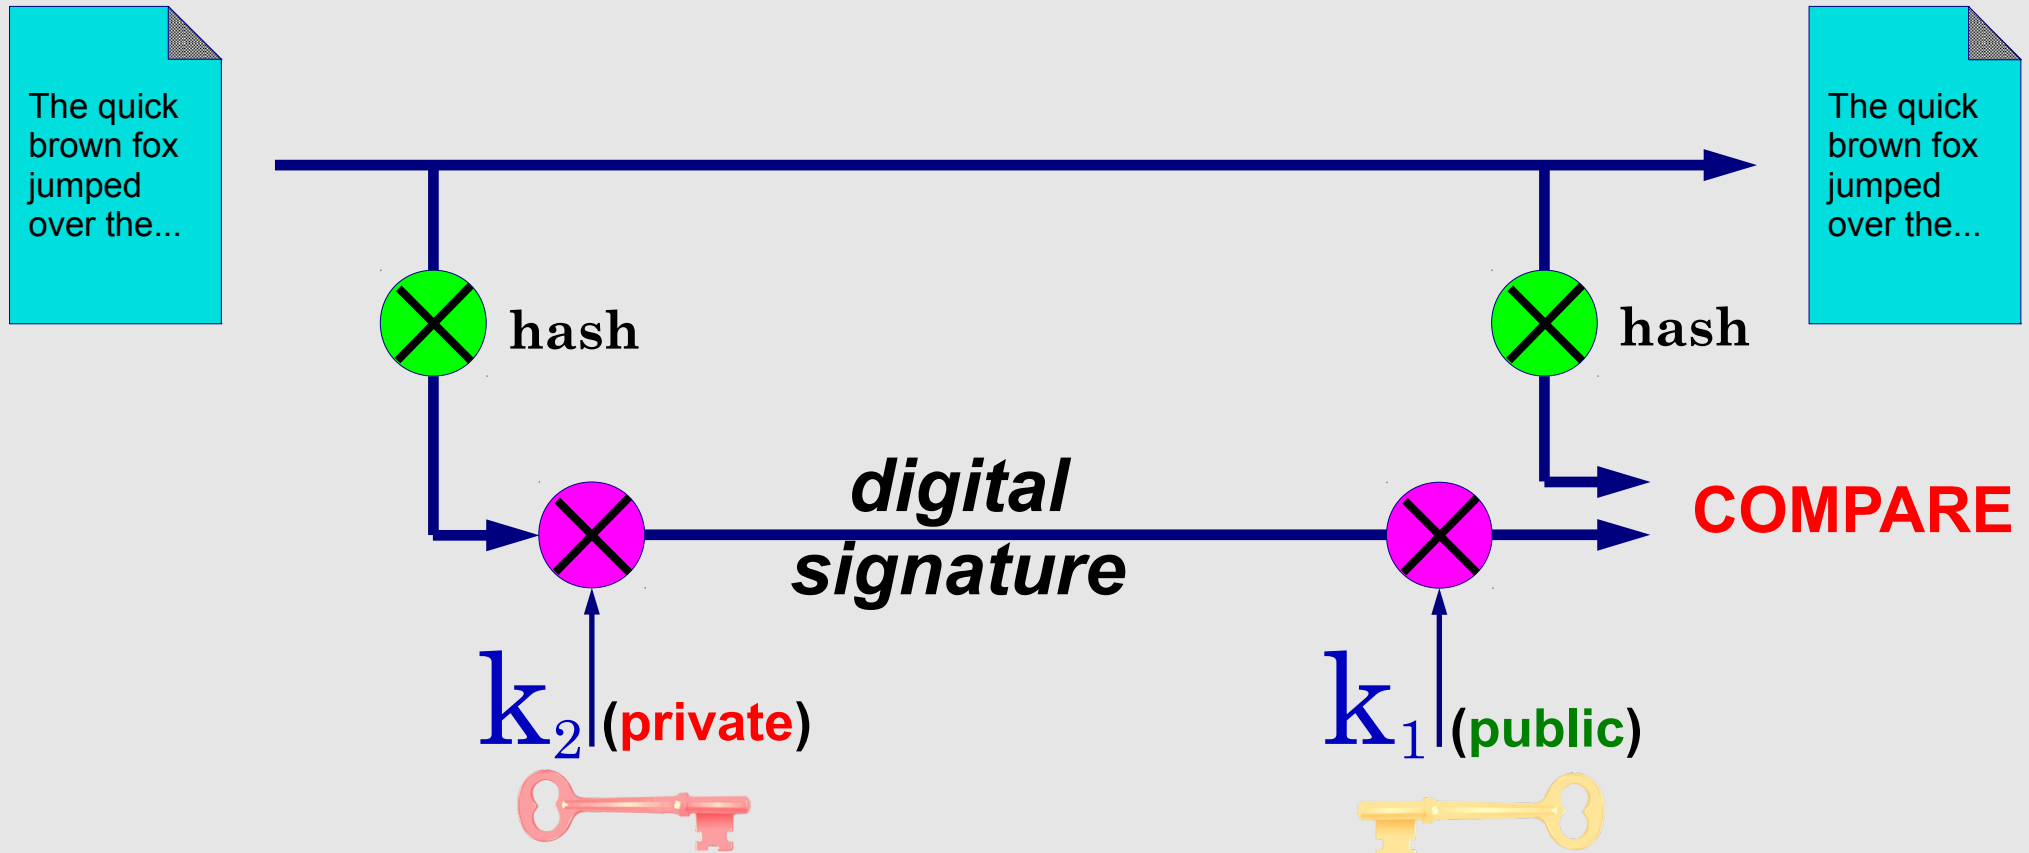 The quick
brown fox
jumped
over the...
The quick
brown fox
jumped
over the...
hash
hash
digital
signature
COMPARE
k₂ (private)
k₁ (public)